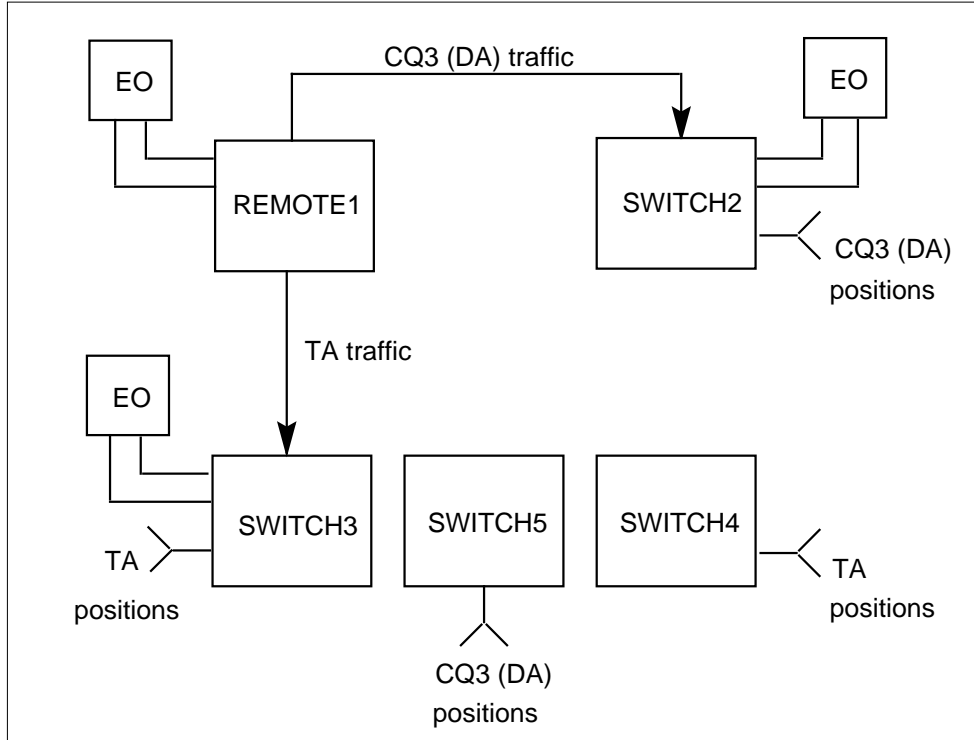 CQ3 (DA) traffic
EO
EO
REMOTE1
SWITCH2
CQ3 (DA)
positions
TA traffic
EO
SWITCH3
SWITCH5
SWITCH4
TA
positions
TA
positions
CQ3 (DA)
positions